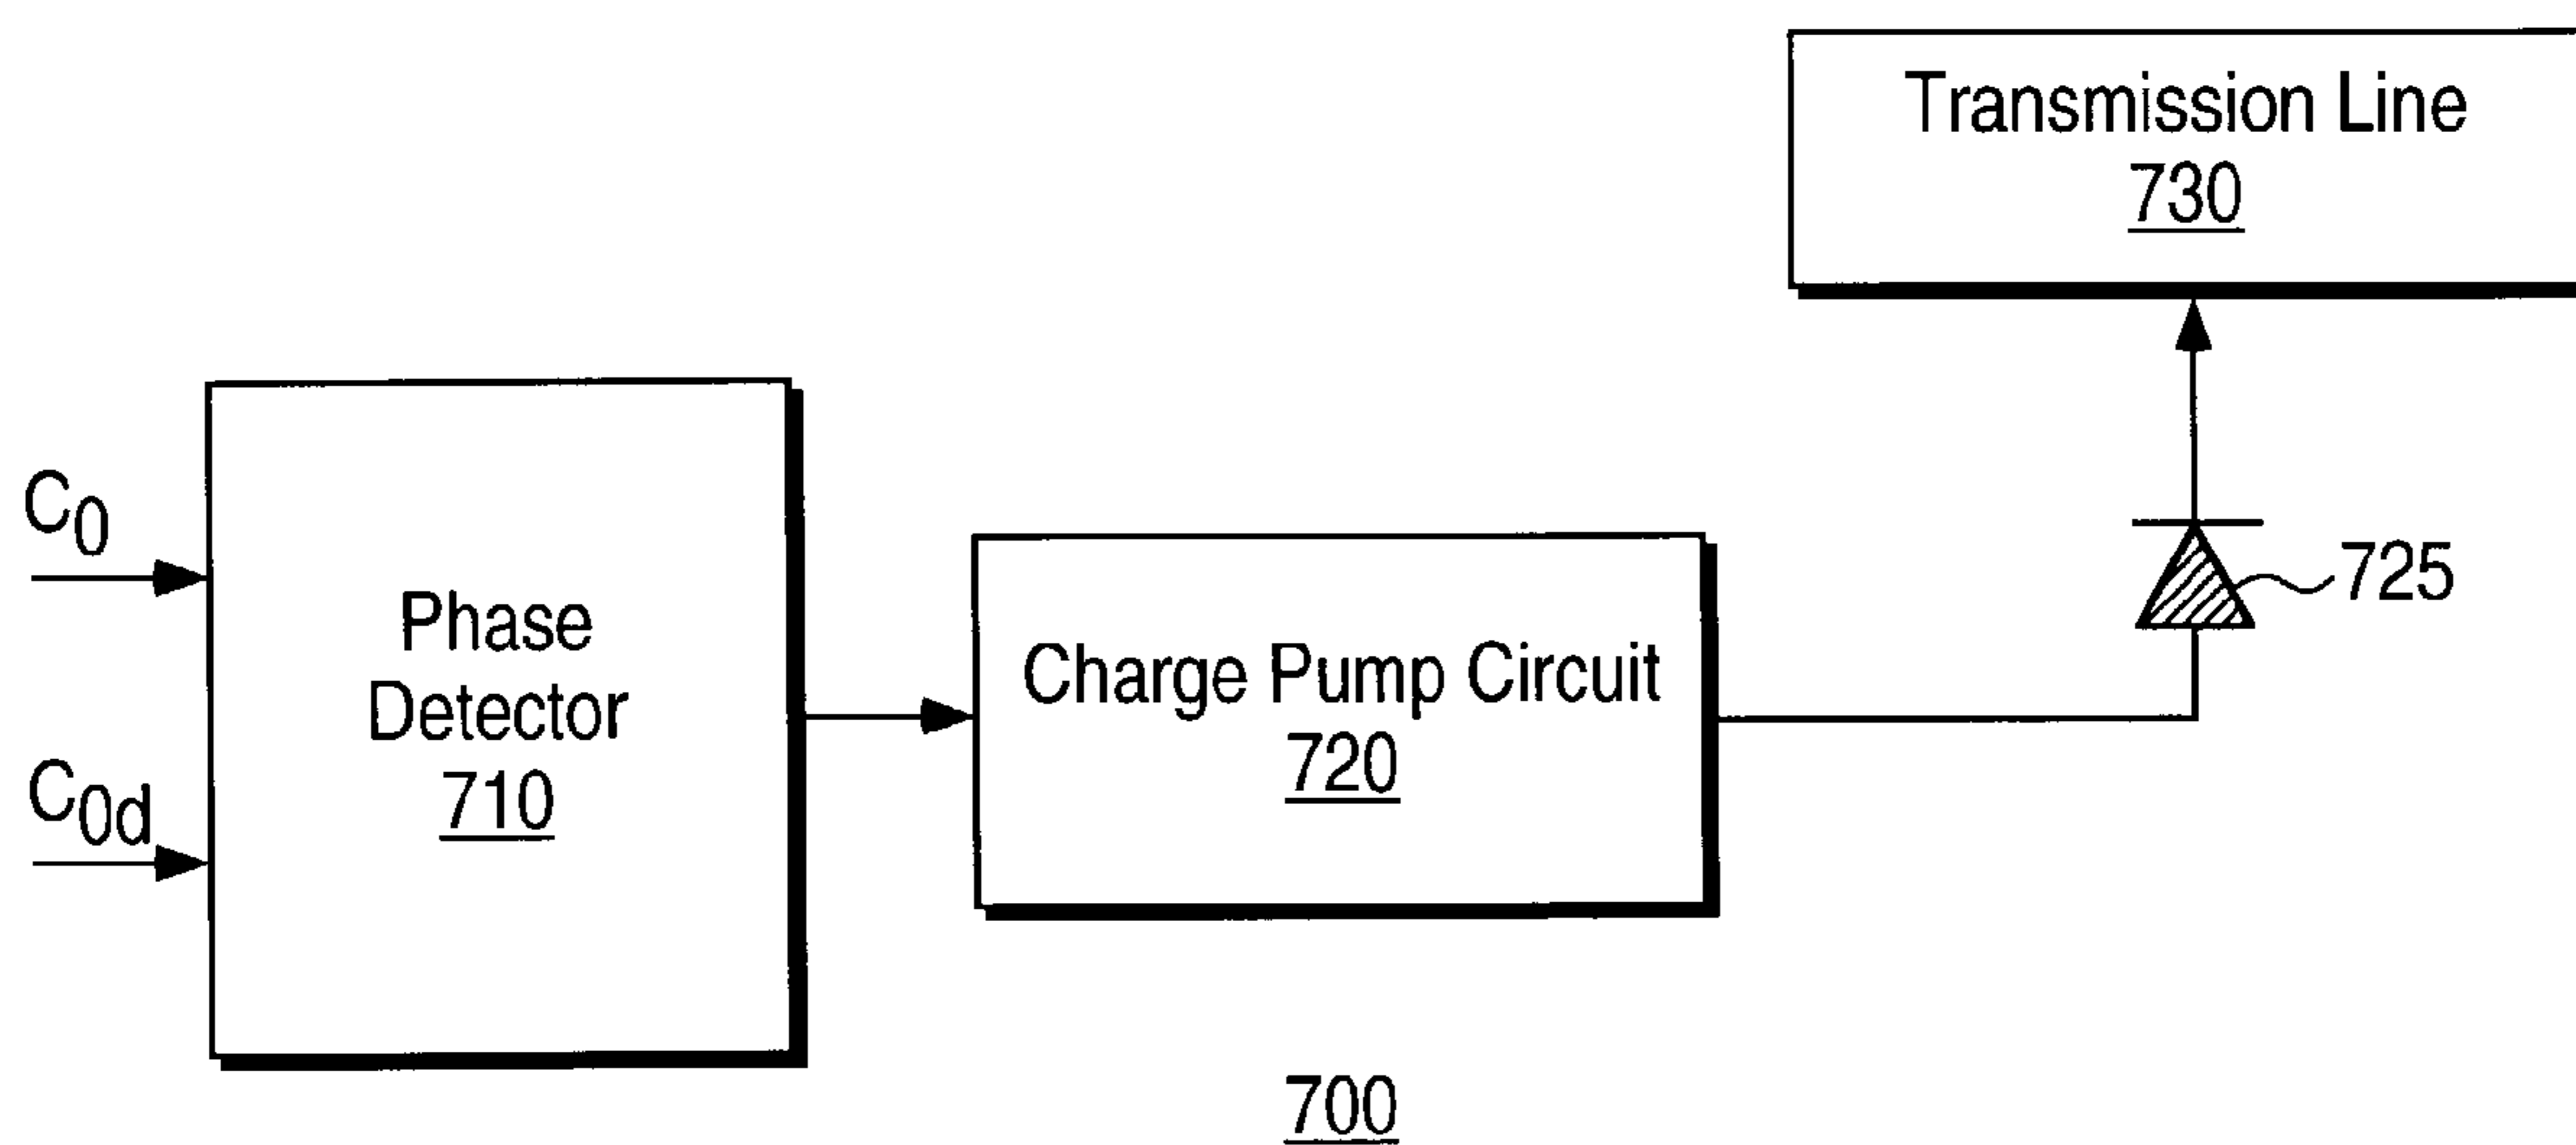 Transmission Line
730
C0
Phase
Detector
710
C0d
Charge Pump Circuit
720
725
700